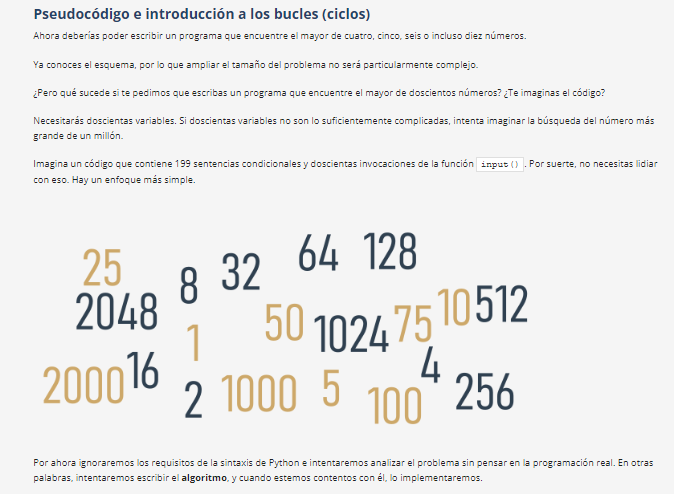 Pseudocódigo e introducción a los bucles (ciclos)
Ahora deberías poder escribir un programa que encuentre el mayor de cuatro, cinco, seis o incluso diez números.
Ya conoces el esquema, por lo que ampliar el tamaño del problema no será particularmente complejo.
¿Pero qué sucede si te pedimos que escribas un programa que encuentre el mayor de doscientos números? ¿Te imaginas el código?
Necesitarás doscientas variables. Si doscientas variables no son lo suficientemente complicadas, intenta imaginar la búsqueda del número más
grande de un millón.
Imagina un código que contiene 199 sentencias condicionales y doscientas invocaciones de la función input(). Por suerte, no necesitas lidiar
con eso. Hay un enfoque más simple.
25 8 32 64 128
2048 1 50 1024 75 10 512
2000 16 2 1000 5 100 4 256
Por ahora ignoraremos los requisitos de la sintaxis de Python e intentaremos analizar el problema sin pensar en la programación real. En otras
palabras, intentaremos escribir el algoritmo, y cuando estemos contentos con él, lo implementaremos.